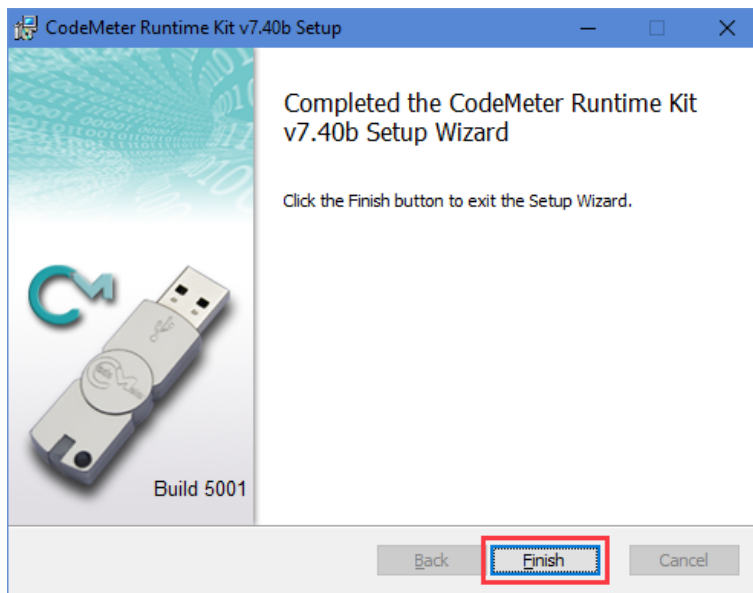 CodeMeter Runtime Kit v7.40b Setup
Completed the CodeMeter Runtime Kit
v7.40b Setup Wizard
Click the Finish button to exit the Setup Wizard.
CM
Build 5001
Back
Finish
Cancel